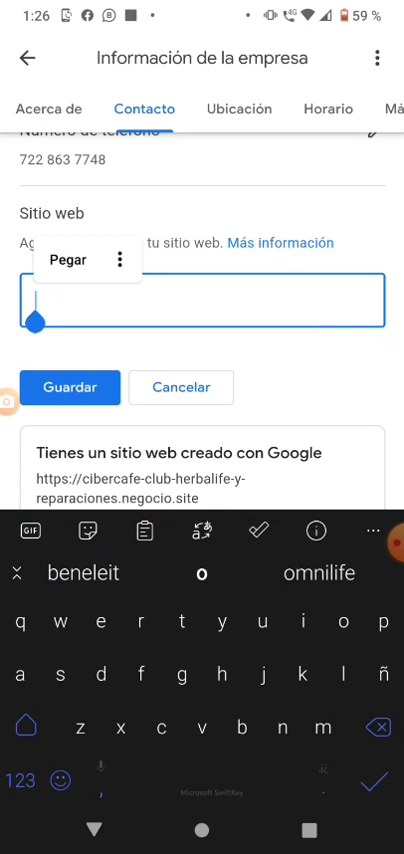 1:26
4G
59 %
Información de la empresa
Acerca de Contacto Ubicación Horario Má
Número de teléfono
722 863 7748
Sitio web
Ag tu sitio web. Más información
Pegar
Guardar Cancelar
Tienes un sitio web creado con Google
https://cibercafe-club-herbalife-y-
reparaciones.negocio.site
GIF
beneleit o omnilife
q w e r t y u i o p
a s d f g h j k l ñ
z x c v b n m
123 , Microsoft SwiftKey .